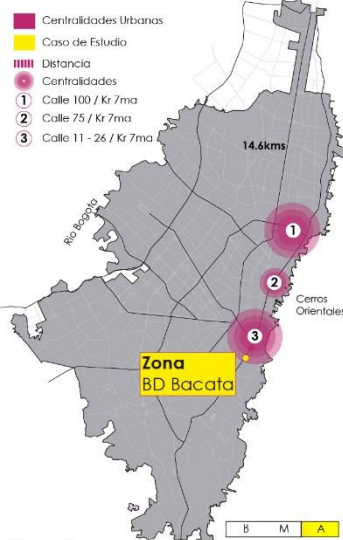 Centralidades Urbanas
Caso de Estudio
Distancia
Centralidades
1 Calle 100 / Kr 7ma
2 Calle 75 / Kr 7ma
3 Calle 11 - 26 / Kr 7ma
14.6kms
Rio Bogota
1
2
Cerros
Orientales
3
Zona
BD Bacata
B M A